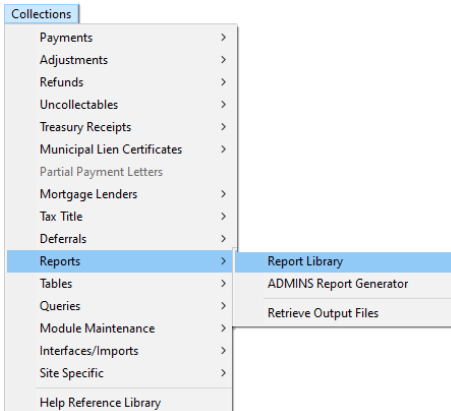 Collections
Payments
Adjustments
Refunds
Uncollectables
Treasury Receipts
Municipal Lien Certificates
Partial Payment Letters
Mortgage Lenders
Tax Title
Deferrals
Reports
Tables
Queries
Module Maintenance
Interfaces/Imports
Site Specific
Help Reference Library
Report Library
ADMINS Report Generator
Retrieve Output Files